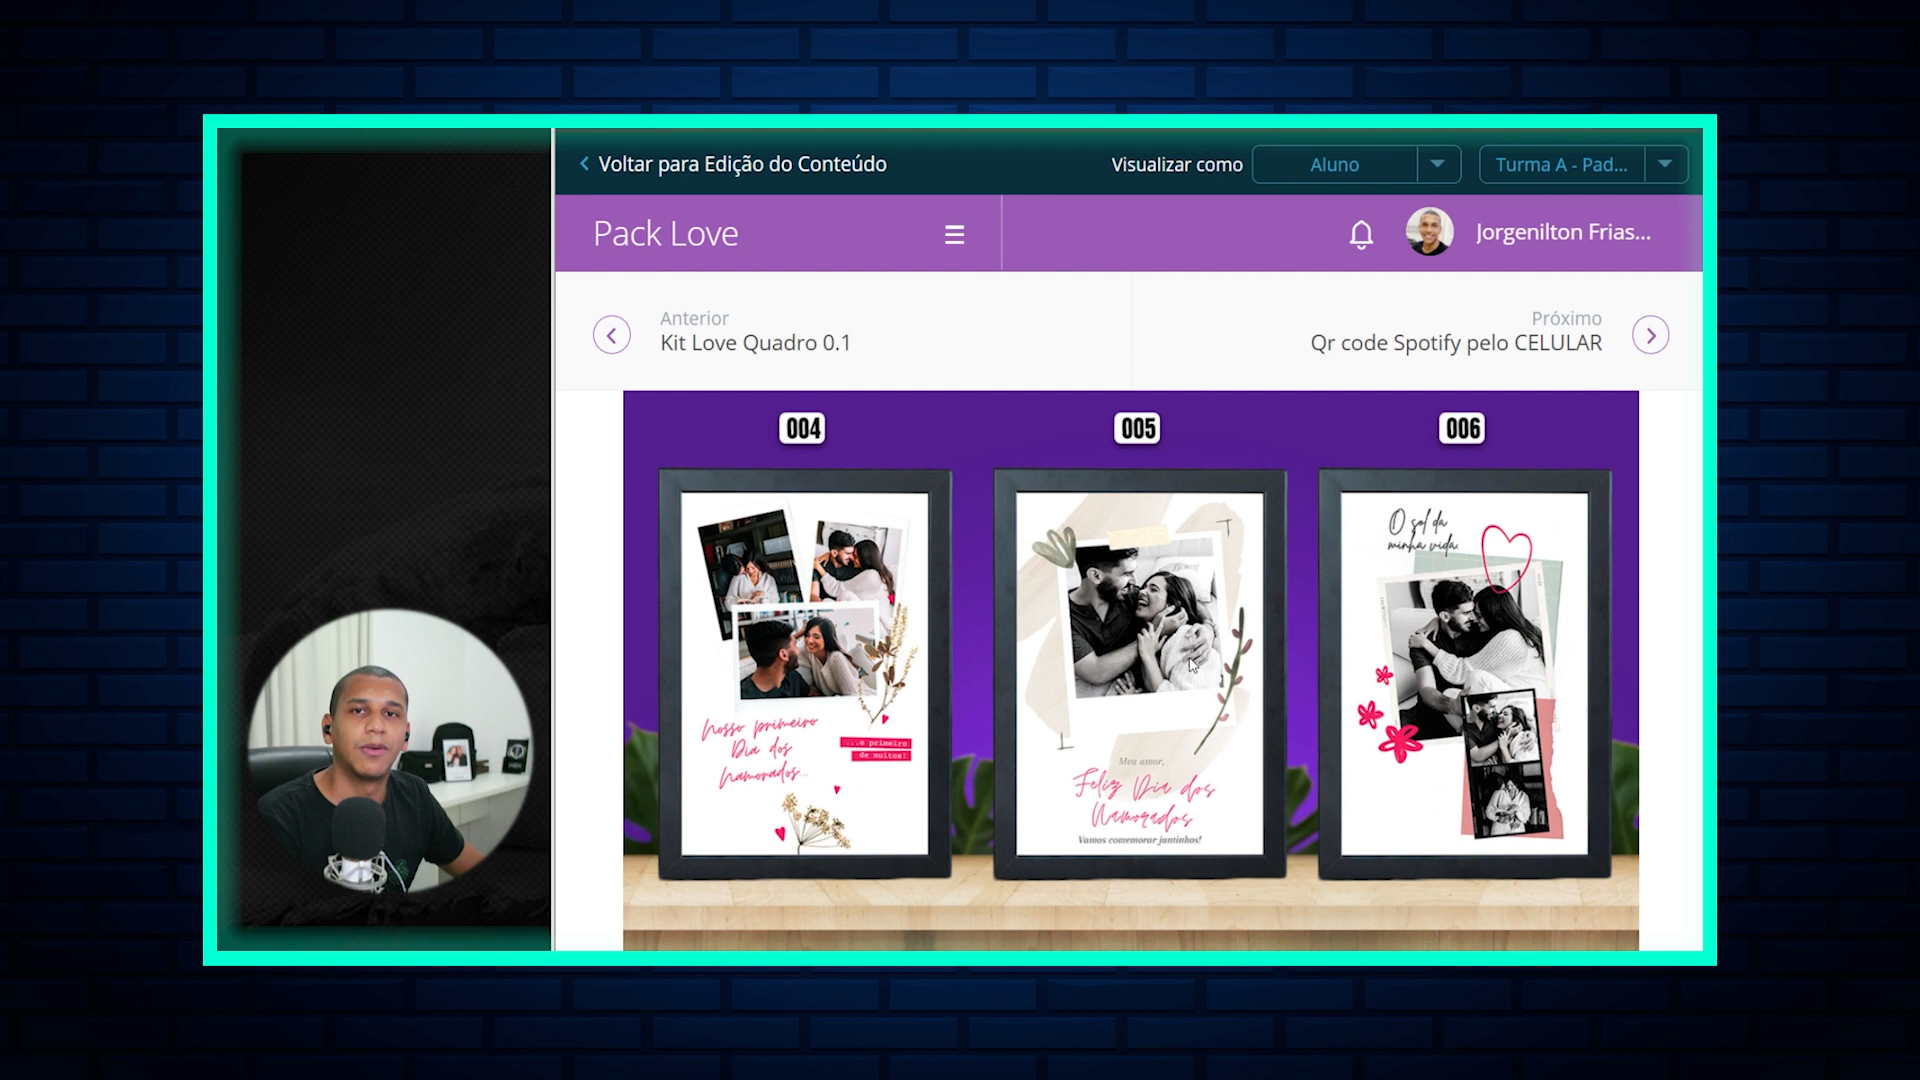 Voltar para Edição do Conteúdo
Visualizar como
Aluno
Turma A - Pad...
Pack Love
Jorgenilton Frias...
Anterior
Kit Love Quadro 0.1
Próximo
Qr code Spotify pelo CELULAR
004
005
006
Nosso primeiro
Dia dos
Namorados...
...o primeiro
de muitos!
Meu amor,
Feliz Dia dos
Namorados
Vamos comemorar juntinhos!
O sol da
minha vida.